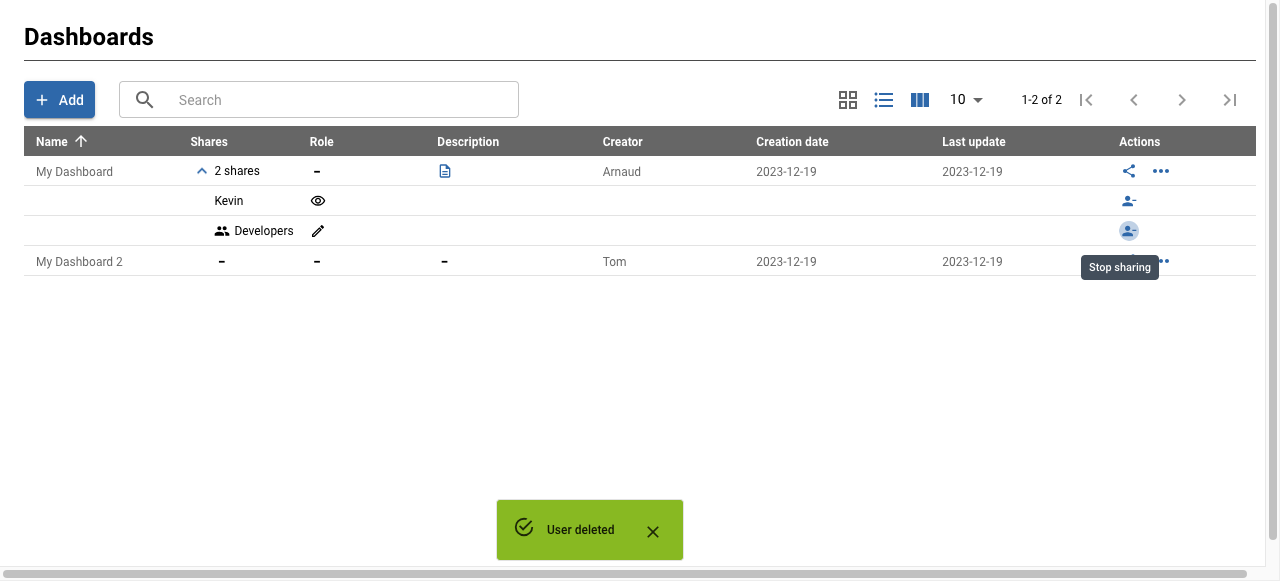 Dashboards
Add
Search
10
1-2 of 2
Name Shares Role Description Creator Creation date Last update Actions
My Dashboard 2 shares - Arnaud 2023-12-19 2023-12-19
Kevin
Developers
My Dashboard 2 - - - Tom 2023-12-19 2023-12-19
Stop sharing
User deleted